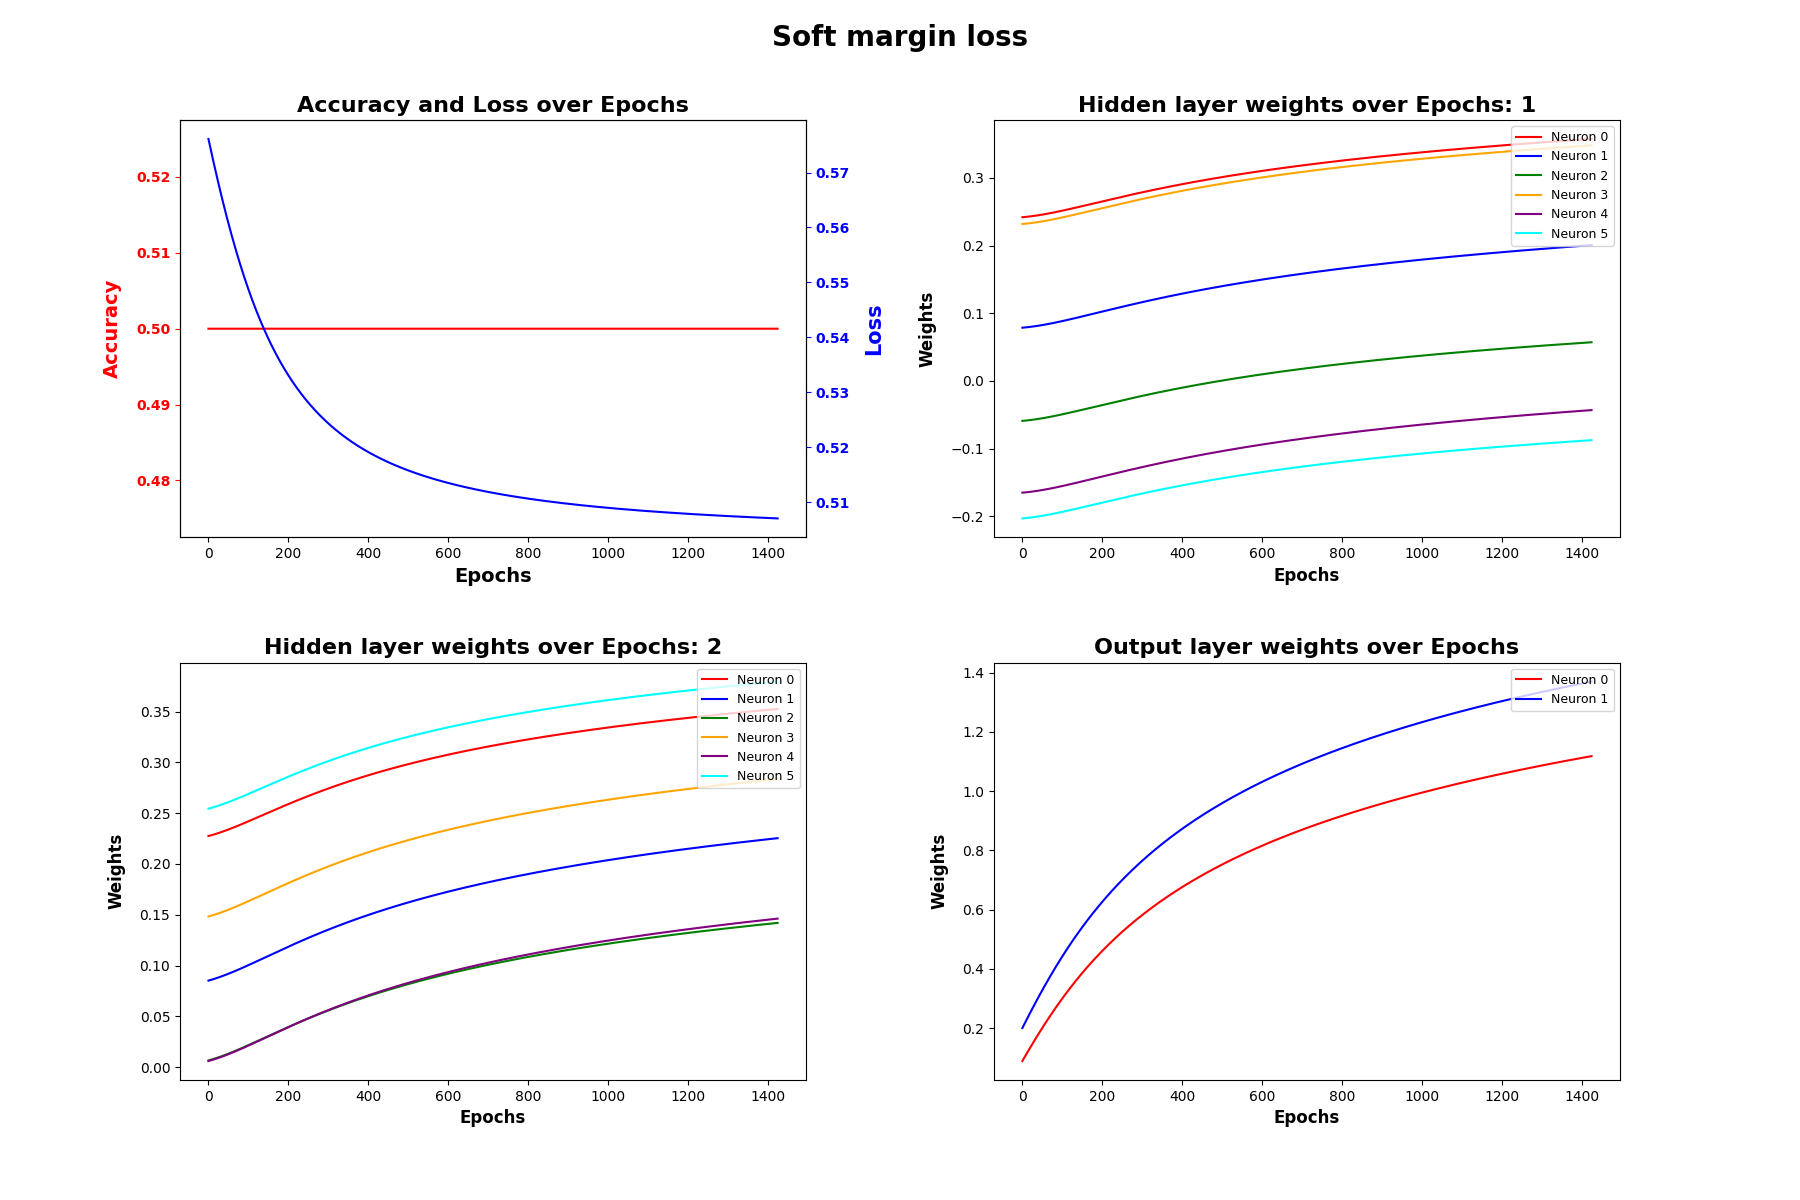 Soft margin loss
Accuracy and Loss over Epochs
0.52
0.51
0.50
0.49
0.48
Accuracy
0.57
0.56
0.55
0.54
0.53
0.52
0.51
Loss
0 200 400 600 800 1000 1200 1400
Epochs
Hidden layer weights over Epochs: 1
0.3
0.2
0.1
0.0
−0.1
−0.2
Weights
Neuron 0
Neuron 1
Neuron 2
Neuron 3
Neuron 4
Neuron 5
0 200 400 600 800 1000 1200 1400
Epochs
Hidden layer weights over Epochs: 2
0.35
0.30
0.25
0.20
0.15
0.10
0.05
0.00
Weights
Neuron 0
Neuron 1
Neuron 2
Neuron 3
Neuron 4
Neuron 5
0 200 400 600 800 1000 1200 1400
Epochs
Output layer weights over Epochs
1.4
1.2
1.0
0.8
0.6
0.4
0.2
Weights
Neuron 0
Neuron 1
0 200 400 600 800 1000 1200 1400
Epochs